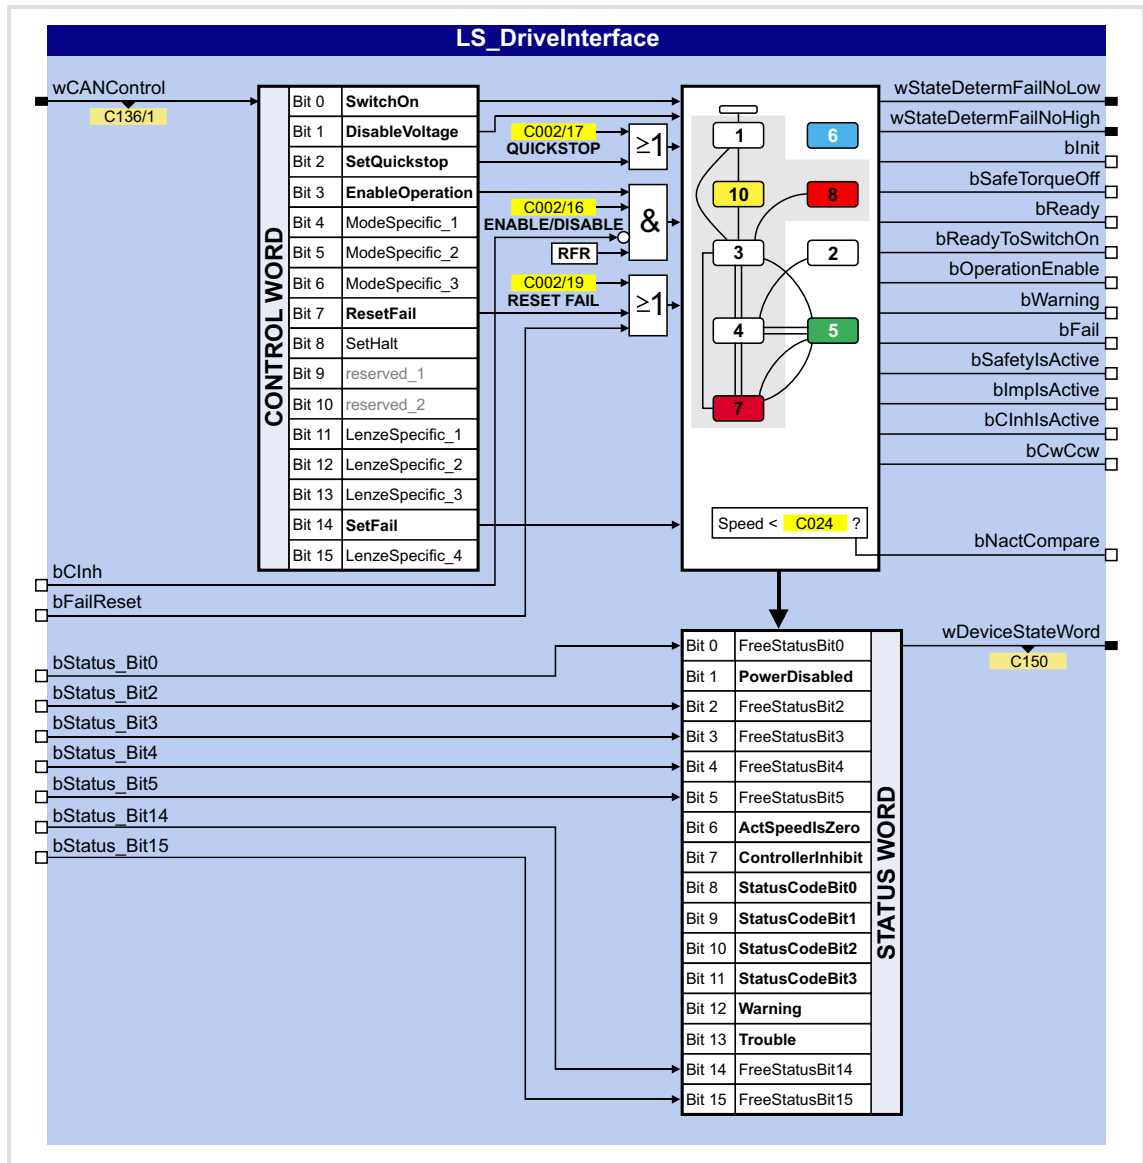 LS_DriveInterface
wCANControl
C136/1
CONTROL WORD
Bit 0 SwitchOn
Bit 1 DisableVoltage
Bit 2 SetQuickstop
Bit 3 EnableOperation
Bit 4 ModeSpecific_1
Bit 5 ModeSpecific_2
Bit 6 ModeSpecific_3
Bit 7 ResetFail
Bit 8 SetHalt
Bit 9 reserved_1
Bit 10 reserved_2
Bit 11 LenzeSpecific_1
Bit 12 LenzeSpecific_2
Bit 13 LenzeSpecific_3
Bit 14 SetFail
Bit 15 LenzeSpecific_4
C002/17
QUICKSTOP
≥1
C002/16
ENABLE/DISABLE
&
RFR
C002/19
RESET FAIL
≥1
1
6
10
8
3
2
4
5
7
Speed < C024 ?
wStateDetermFailNoLow
wStateDetermFailNoHigh
bInit
bSafeTorqueOff
bReady
bReadyToSwitchOn
bOperationEnable
bWarning
bFail
bSafetyIsActive
bImpIsActive
bCInhIsActive
bCwCcw
bNactCompare
bCInh
bFailReset
bStatus_Bit0
bStatus_Bit2
bStatus_Bit3
bStatus_Bit4
bStatus_Bit5
bStatus_Bit14
bStatus_Bit15
Bit 0 FreeStatusBit0
Bit 1 PowerDisabled
Bit 2 FreeStatusBit2
Bit 3 FreeStatusBit3
Bit 4 FreeStatusBit4
Bit 5 FreeStatusBit5
Bit 6 ActSpeedIsZero
Bit 7 ControllerInhibit
Bit 8 StatusCodeBit0
Bit 9 StatusCodeBit1
Bit 10 StatusCodeBit2
Bit 11 StatusCodeBit3
Bit 12 Warning
Bit 13 Trouble
Bit 14 FreeStatusBit14
Bit 15 FreeStatusBit15
STATUS WORD
wDeviceStateWord
C150